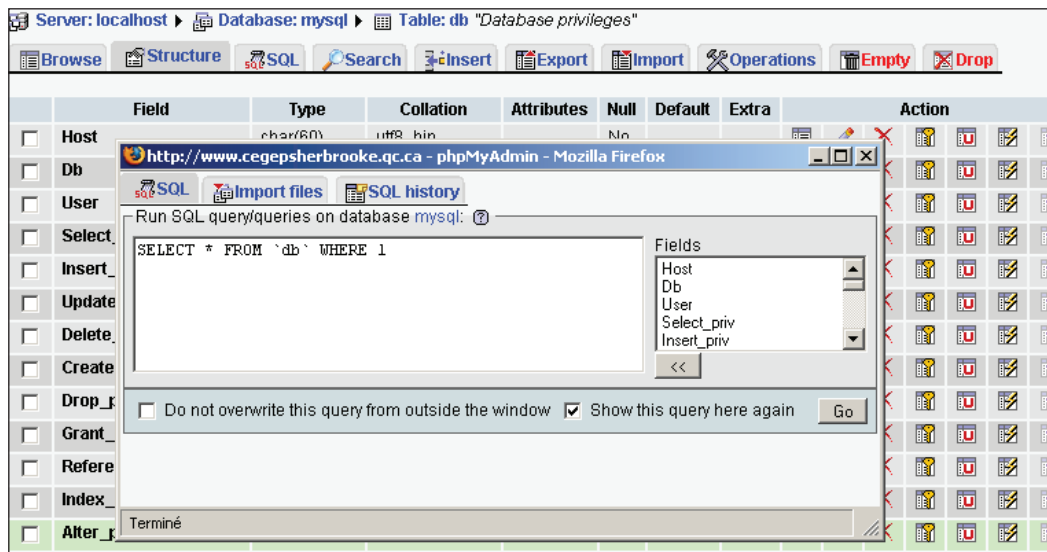 Server: localhost Database: mysql Table: db "Database privileges"
Browse Structure SQL Search Insert Export Import Operations Empty Drop
Field Type Collation Attributes Null Default Extra Action
Host char(60) utf8_bin No
Db
User
Select_
Insert_
Update
Delete_
Create
Drop_p
Grant_
Refere
Index_
Alter_p
http://www.cegepsherbrooke.qc.ca - phpMyAdmin - Mozilla Firefox
SQL Import files SQL history
Run SQL query/queries on database mysql:
SELECT * FROM `db` WHERE 1
Fields
Host
Db
User
Select_priv
Insert_priv
<<
Do not overwrite this query from outside the window Show this query here again Go
Terminé